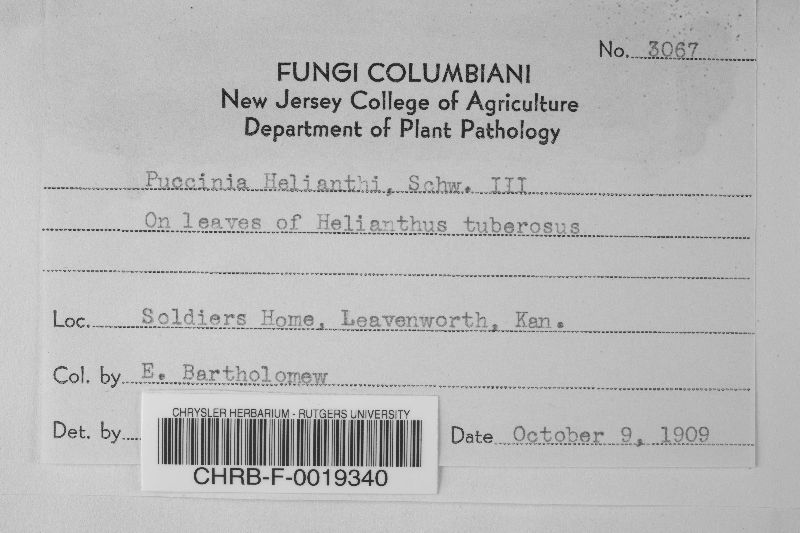 No. 3067
FUNGI COLUMBIANI
New Jersey College of Agriculture
Department of Plant Pathology
Puccinia Helianthi, Schw. III
On leaves of Helianthus tuberosus
Loc. Soldiers Home, Leavenworth, Kan.
Col. by E. Bartholomew
Det. by
Date October 9, 1909
CHRYSLER HERBARIUM - RUTGERS UNIVERSITY
CHRB-F-0019340